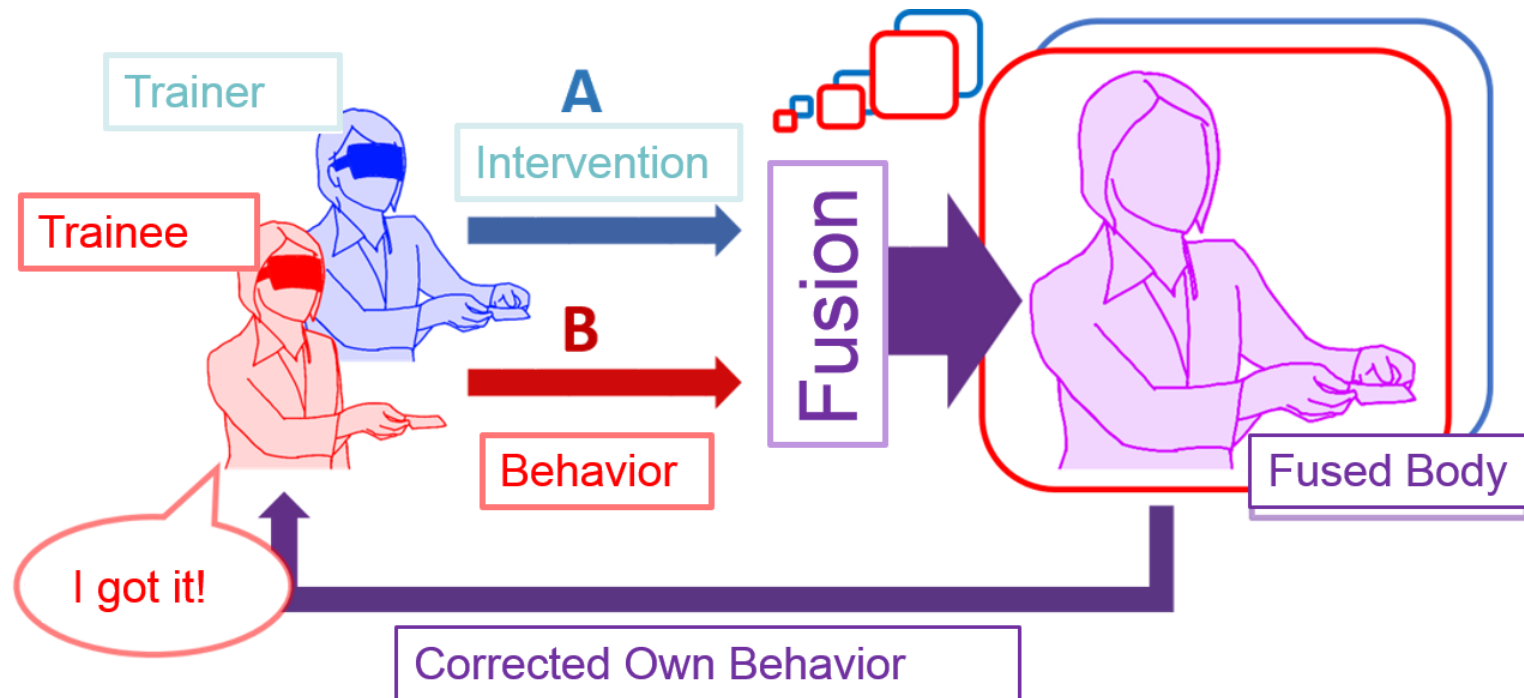 Trainer
A
Intervention
Trainee
Fusion
B
Behavior
Fused Body
I got it!
Corrected Own Behavior